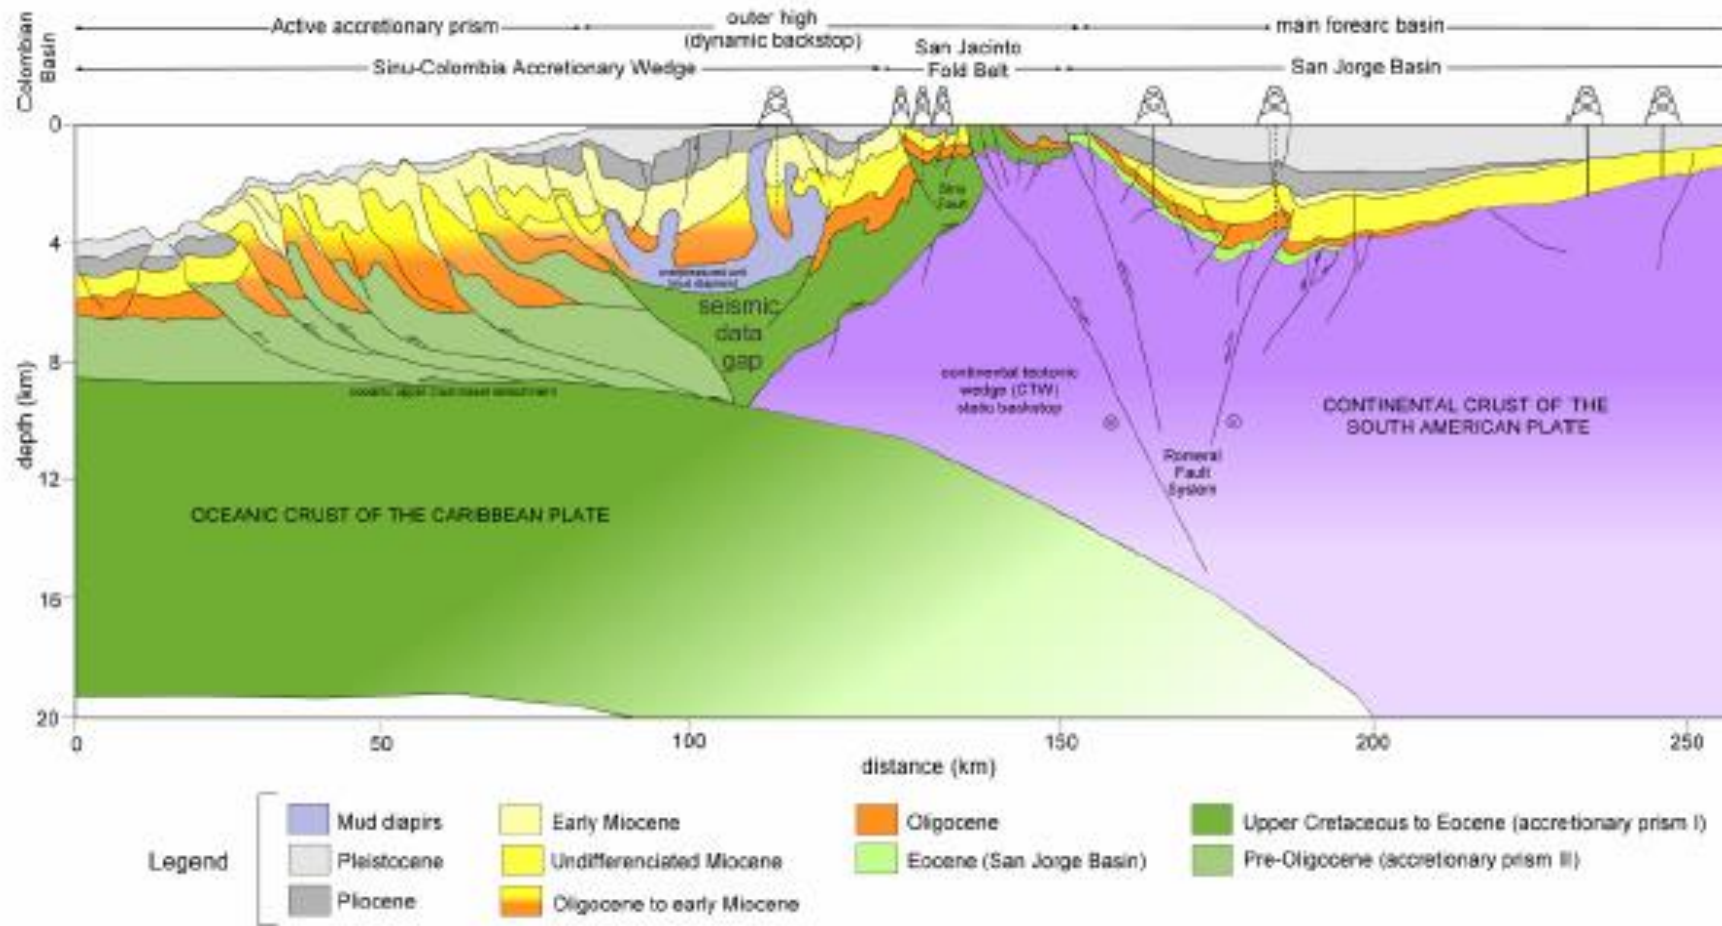 Colombian
Basin
Active accretionary prism
outer high
(dynamic backstop)
main forearc basin
Sinu-Colombia Accretionary Wedge
San Jacinto
Fold Belt
San Jorge Basin
0
4
8
12
16
20
depth (km)
Sinu
Fault
seismic
data
gap
continental tectonic
wedge (CTW)
static backstop
CONTINENTAL CRUST OF THE
SOUTH AMERICAN PLATE
Romeral
Fault
System
OCEANIC CRUST OF THE CARIBBEAN PLATE
0
50
100
150
200
250
distance (km)
Legend
Mud diapirs
Pleistocene
Pliocene
Early Miocene
Undifferenciated Miocene
Oligocene to early Miocene
Oligocene
Eocene (San Jorge Basin)
Upper Cretaceous to Eocene (accretionary prism I)
Pre-Oligocene (accretionary prism II)